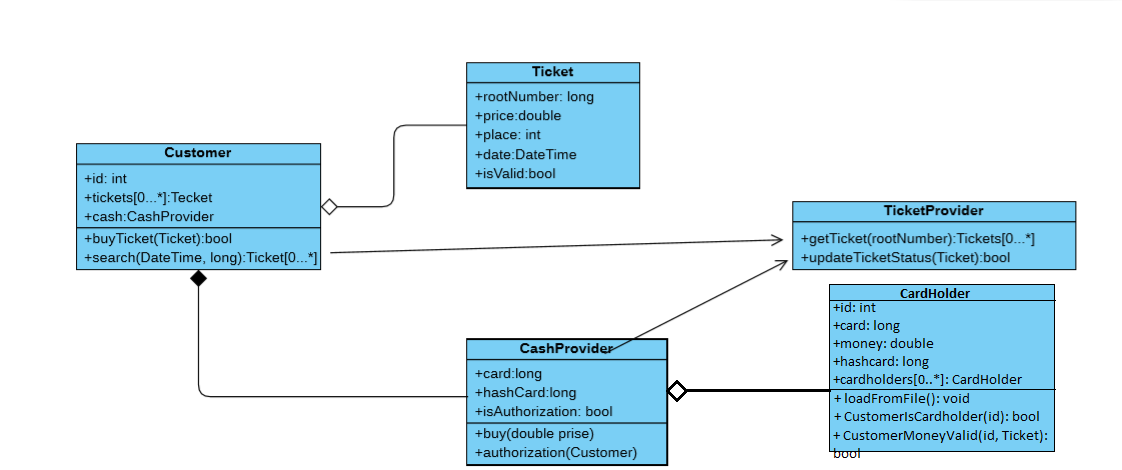 Ticket
+rootNumber: long
+price:double
+place: int
+date:DateTime
+isValid:bool
Customer
+id: int
+tickets[0...*]:Tecket
+cash:CashProvider
+buyTicket(Ticket):bool
+search(DateTime, long):Ticket[0...*]
TicketProvider
+getTicket(rootNumber):Tickets[0...*]
+updateTicketStatus(Ticket):bool
CardHolder
+id: int
+card: long
+money: double
+hashcard: long
+cardholders[0..*]: CardHolder
+ loadFromFile(): void
+ CustomerIsCardholder(id): bool
+ CustomerMoneyValid(id, Ticket):
bool
CashProvider
+card:long
+hashCard:long
+isAuthorization: bool
+buy(double prise)
+authorization(Customer)